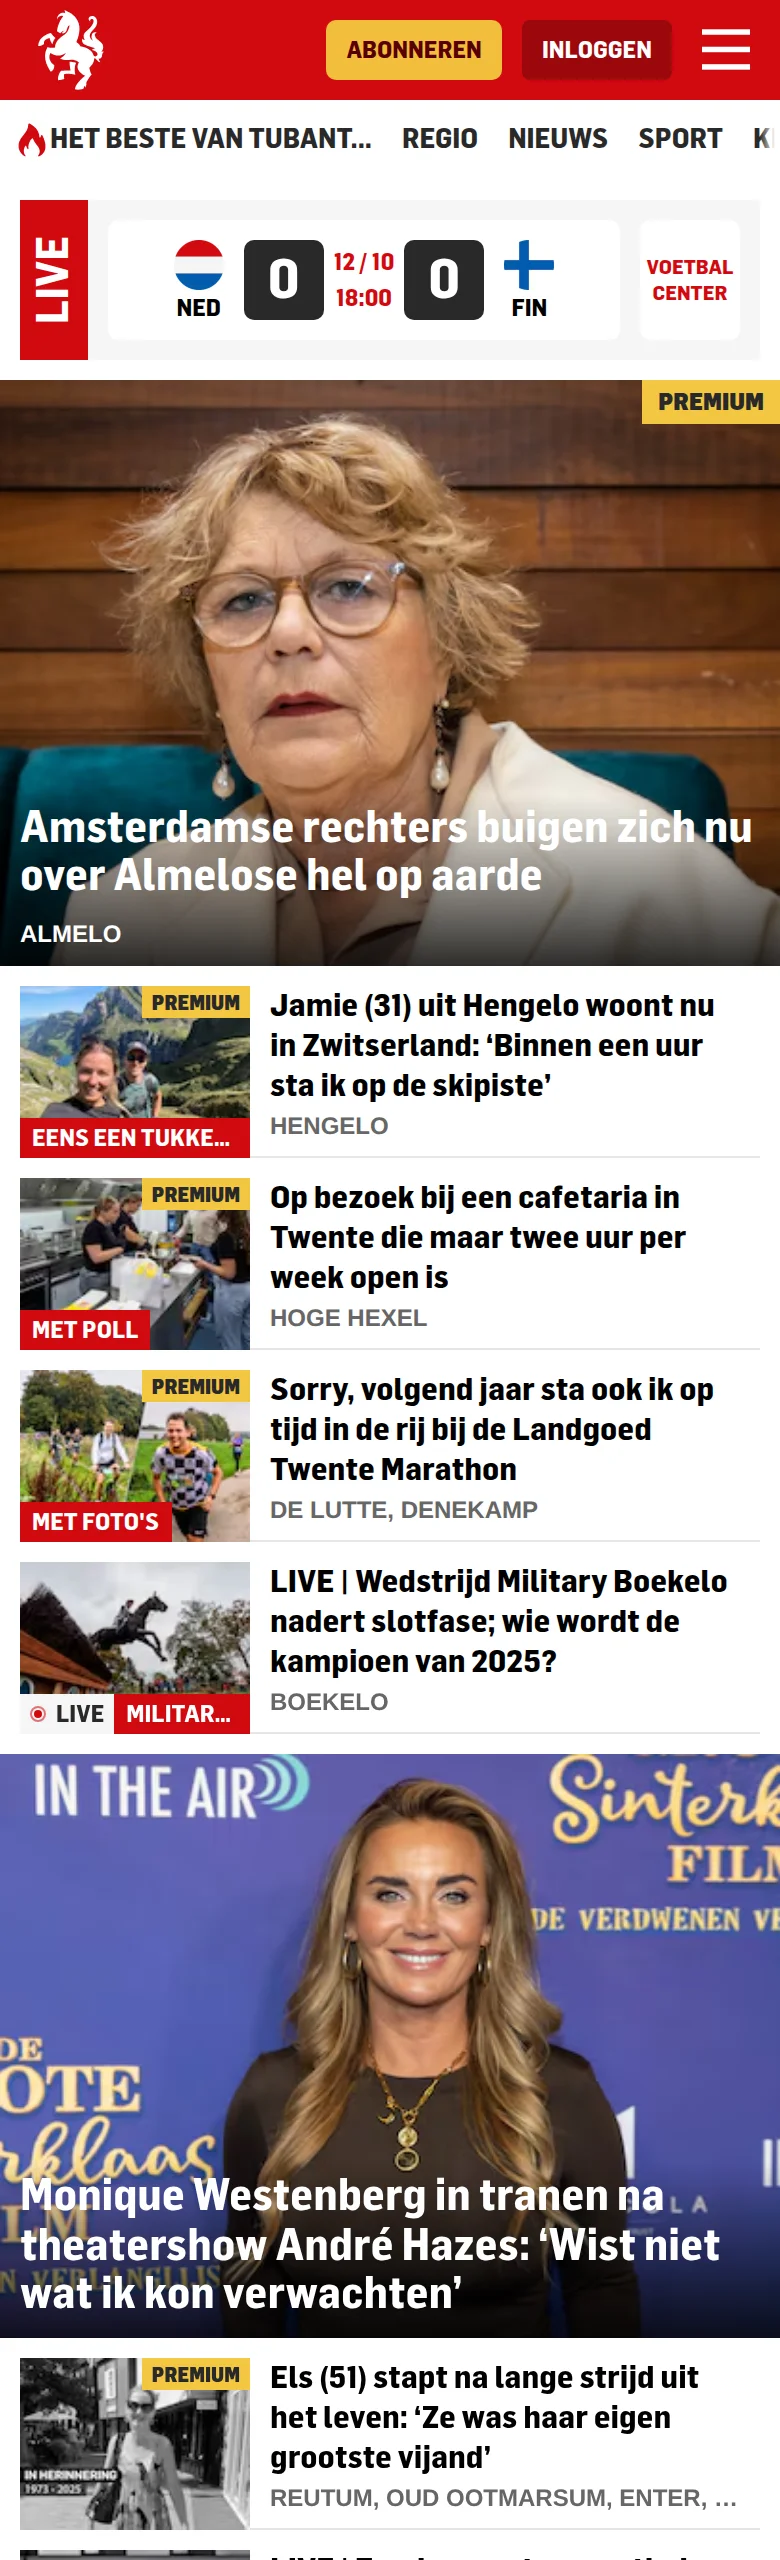 ABONNEREN
INLOGGEN
HET BESTE VAN TUBANT...
REGIO
NIEUWS
SPORT
LIVE
NED
0
12 / 10
18:00
0
FIN
VOETBAL
CENTER
PREMIUM
Amsterdamse rechters buigen zich nu
over Almelose hel op aarde
ALMELO
PREMIUM
EENS EEN TUKKE...
Jamie (31) uit Hengelo woont nu
in Zwitserland: ‘Binnen een uur
sta ik op de skipiste’
HENGELO
PREMIUM
MET POLL
Op bezoek bij een cafetaria in
Twente die maar twee uur per
week open is
HOGE HEXEL
PREMIUM
MET FOTO'S
Sorry, volgend jaar sta ook ik op
tijd in de rij bij de Landgoed
Twente Marathon
DE LUTTE, DENEKAMP
LIVE
MILITAR...
LIVE | Wedstrijd Military Boekelo
nadert slotfase; wie wordt de
kampioen van 2025?
BOEKELO
IN THE AIR
Sinterk
FILM
DE VERDWENEN VE
DE
OTE
rklaas
Monique Westenberg in tranen na
theatershow André Hazes: ‘Wist niet
wat ik kon verwachten’
PREMIUM
IN HERINNERING
1973 - 2025
Els (51) stapt na lange strijd uit
het leven: ‘Ze was haar eigen
grootste vijand’
REUTUM, OUD OOTMARSUM, ENTER, ...